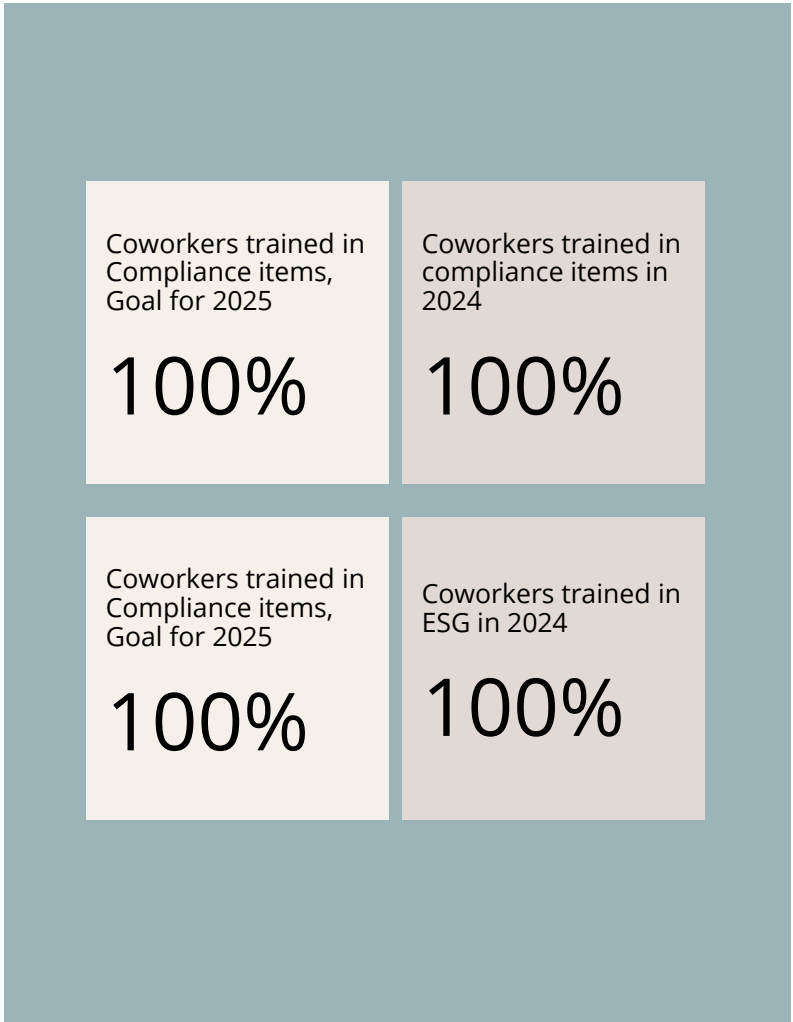 Coworkers trained in
Compliance items,
Goal for 2025
100%
Coworkers trained in
compliance items in
2024
100%
Coworkers trained in
Compliance items,
Goal for 2025
100%
Coworkers trained in
ESG in 2024
100%